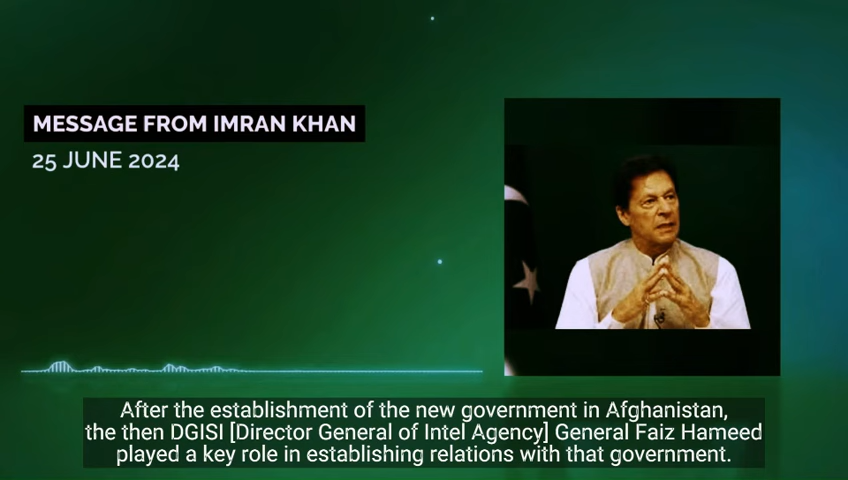 MESSAGE FROM IMRAN KHAN
25 JUNE 2024
After the establishment of the new government in Afghanistan,
the then DGISI [Director General of Intel Agency] General Faiz Hameed
played a key role in establishing relations with that government.